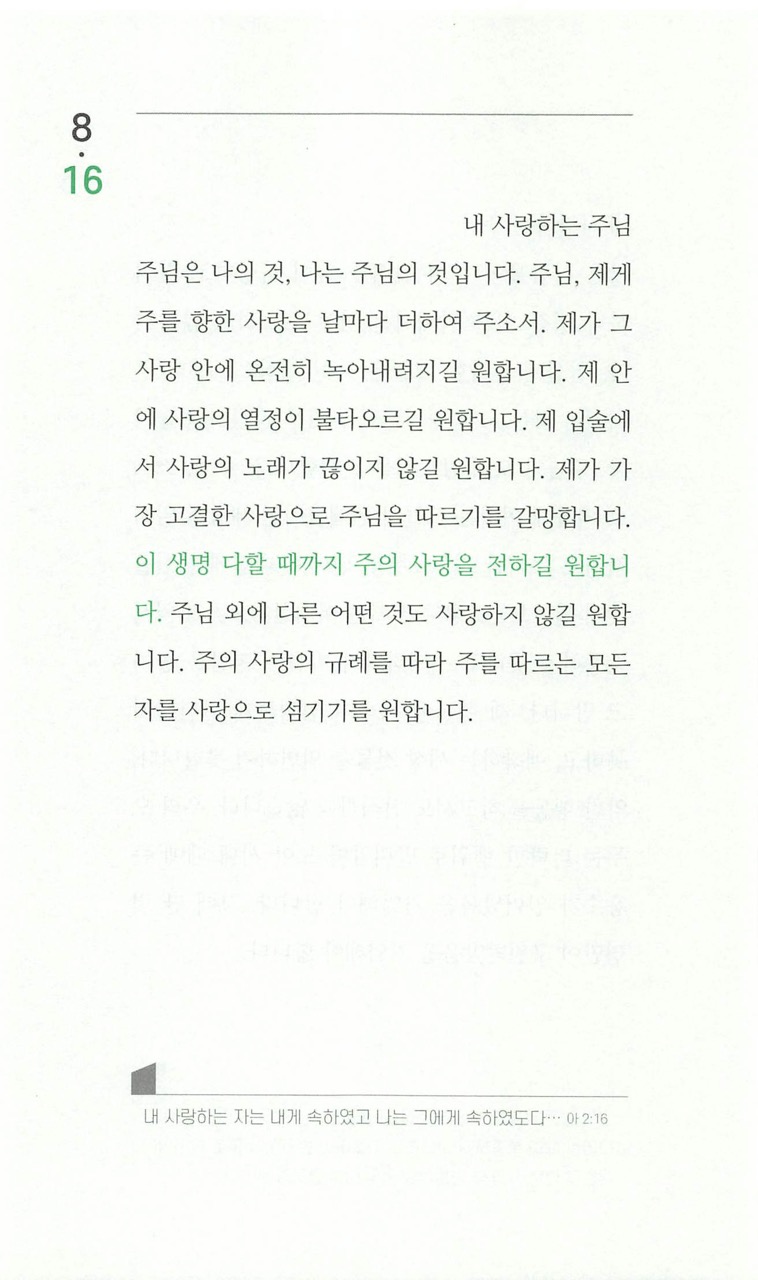 8
·
16
내 사랑하는 주님
주님은 나의 것, 나는 주님의 것입니다. 주님, 제게
주를 향한 사랑을 날마다 더하여 주소서. 제가 그
사랑 안에 온전히 녹아내려지길 원합니다. 제 안
에 사랑의 열정이 불타오르길 원합니다. 제 입술에
서 사랑의 노래가 끊이지 않길 원합니다. 제가 가
장 고결한 사랑으로 주님을 따르기를 갈망합니다.
이 생명 다할 때까지 주의 사랑을 전하길 원합니
다. 주님 외에 다른 어떤 것도 사랑하지 않길 원합
니다. 주의 사랑의 규례를 따라 주를 따르는 모든
자를 사랑으로 섬기기를 원합니다.
내 사랑하는 자는 내게 속하였고 나는 그에게 속하였도다… 아 2:16